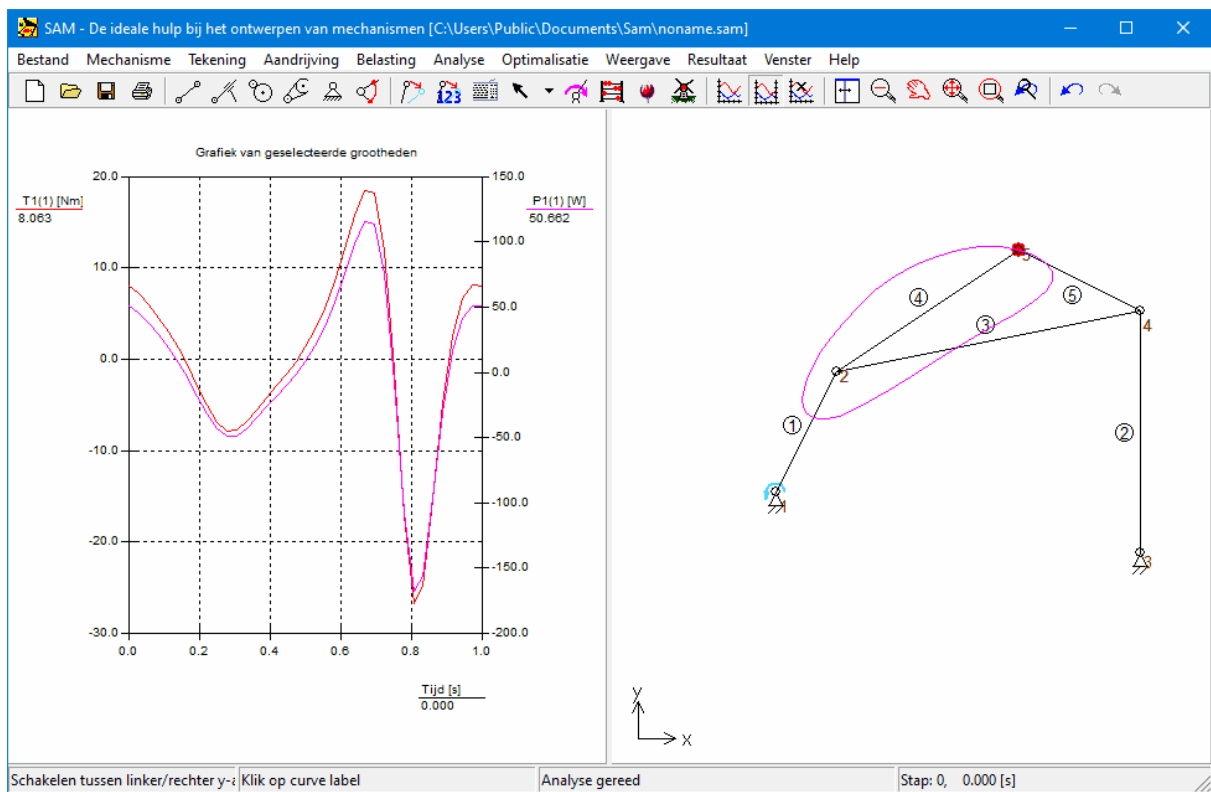 SAM - De ideale hulp bij het ontwerpen van mechanismen [C:\Users\Public\Documents\Sam\noname.sam]
Bestand Mechanisme Tekening Aandrijving Belasting Analyse Optimalisatie Weergave Resultaat Venster Help
123
Grafiek van geselecteerde grootheden
T1(1) [Nm]
8.063
P1(1) [W]
50.662
20.0
10.0
0.0
-10.0
-20.0
-30.0
150.0
100.0
50.0
0.0
-50.0
-100.0
-150.0
-200.0
0.0 0.2 0.4 0.6 0.8 1.0
Tijd [s]
0.000
5
4
5
3
4
2
1
2
1
3
y
x
Schakelen tussen linker/rechter y-a
Klik op curve label
Analyse gereed
Stap: 0, 0.000 [s]